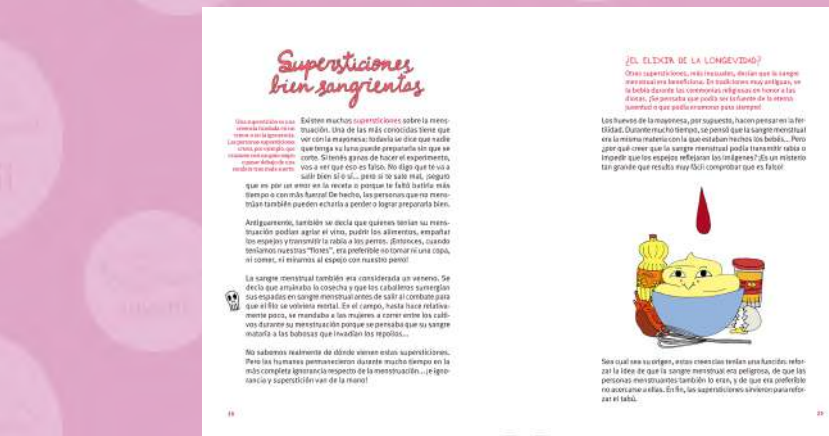 Supersticiones
bien sangrientas
Una superstición es una
creencia fundada en un
temor o en la ignorancia.
Las personas supersticiosas
creen, por ejemplo, que
cruzarse con un gato negro
o pasar debajo de una
escalera trae mala suerte.
Existen muchas supersticiones sobre la mens-
truación. Una de las más conocidas tiene que
ver con la mayonesa: todavía se dice que nadie
que tenga su luna puede prepararla sin que se
corte. Si tenés ganas de hacer el experimento,
vas a ver que eso es falso. No digo que te va a
salir bien sí o sí... pero si te sale mal, ¡seguro
que es por un error en la receta o porque te faltó batirla más
tiempo o con más fuerza! De hecho, las personas que no mens-
trúan también pueden echarla a perder o lograr prepararla bien.
Antiguamente, también se decía que quienes tenían su mens-
truación podían agriar el vino, pudrir los alimentos, empañar
los espejos y transmitir la rabia a los perros. ¡Entonces, cuando
teníamos nuestras "flores", era preferible no tomar ni una copa,
ni comer, ni mirarnos al espejo con nuestro perro!
La sangre menstrual también era considerada un veneno. Se
decía que arruinaba la cosecha y que los caballeros sumergían
sus espadas en sangre menstrual antes de salir al combate para
que el filo se volviera mortal. En el campo, hasta hace relativa-
mente poco, se mandaba a las mujeres a correr entre los culti-
vos durante su menstruación porque se pensaba que su sangre
mataría a las babosas que invadían los repollos...
No sabemos realmente de dónde vienen estas supersticiones.
Pero los humanos permanecieron durante mucho tiempo en la
más completa ignorancia respecto de la menstruación... ¡e igno-
rancia y superstición van de la mano!
¿EL ELIXIR DE LA LONGEVIDAD?
Otras supersticiones, más inusuales, decían que la sangre
menstrual era beneficiosa. En tradiciones muy antiguas, se
la bebía durante las ceremonias religiosas en honor a las
diosas. ¡Se pensaba que podía ser la fuente de la eterna
juventud o que podía enamorar para siempre!
Los huevos de la mayonesa, por supuesto, hacen pensar en la fer-
tilidad. Durante mucho tiempo, se pensó que la sangre menstrual
era la misma materia con la que estaban hechos los bebés... Pero
¿por qué creer que la sangre menstrual podía transmitir rabia o
impedir que los espejos reflejaran las imágenes? ¡Es un misterio
tan grande que resulta muy fácil comprobar que es falso!
Sea cual sea su origen, estas creencias tenían una función: refor-
zar la idea de que la sangre menstrual era peligrosa, de que las
personas menstruantes también lo eran, y de que era preferible
no acercarse a ellas. En fin, las supersticiones sirvieron para refor-
zar el tabú.